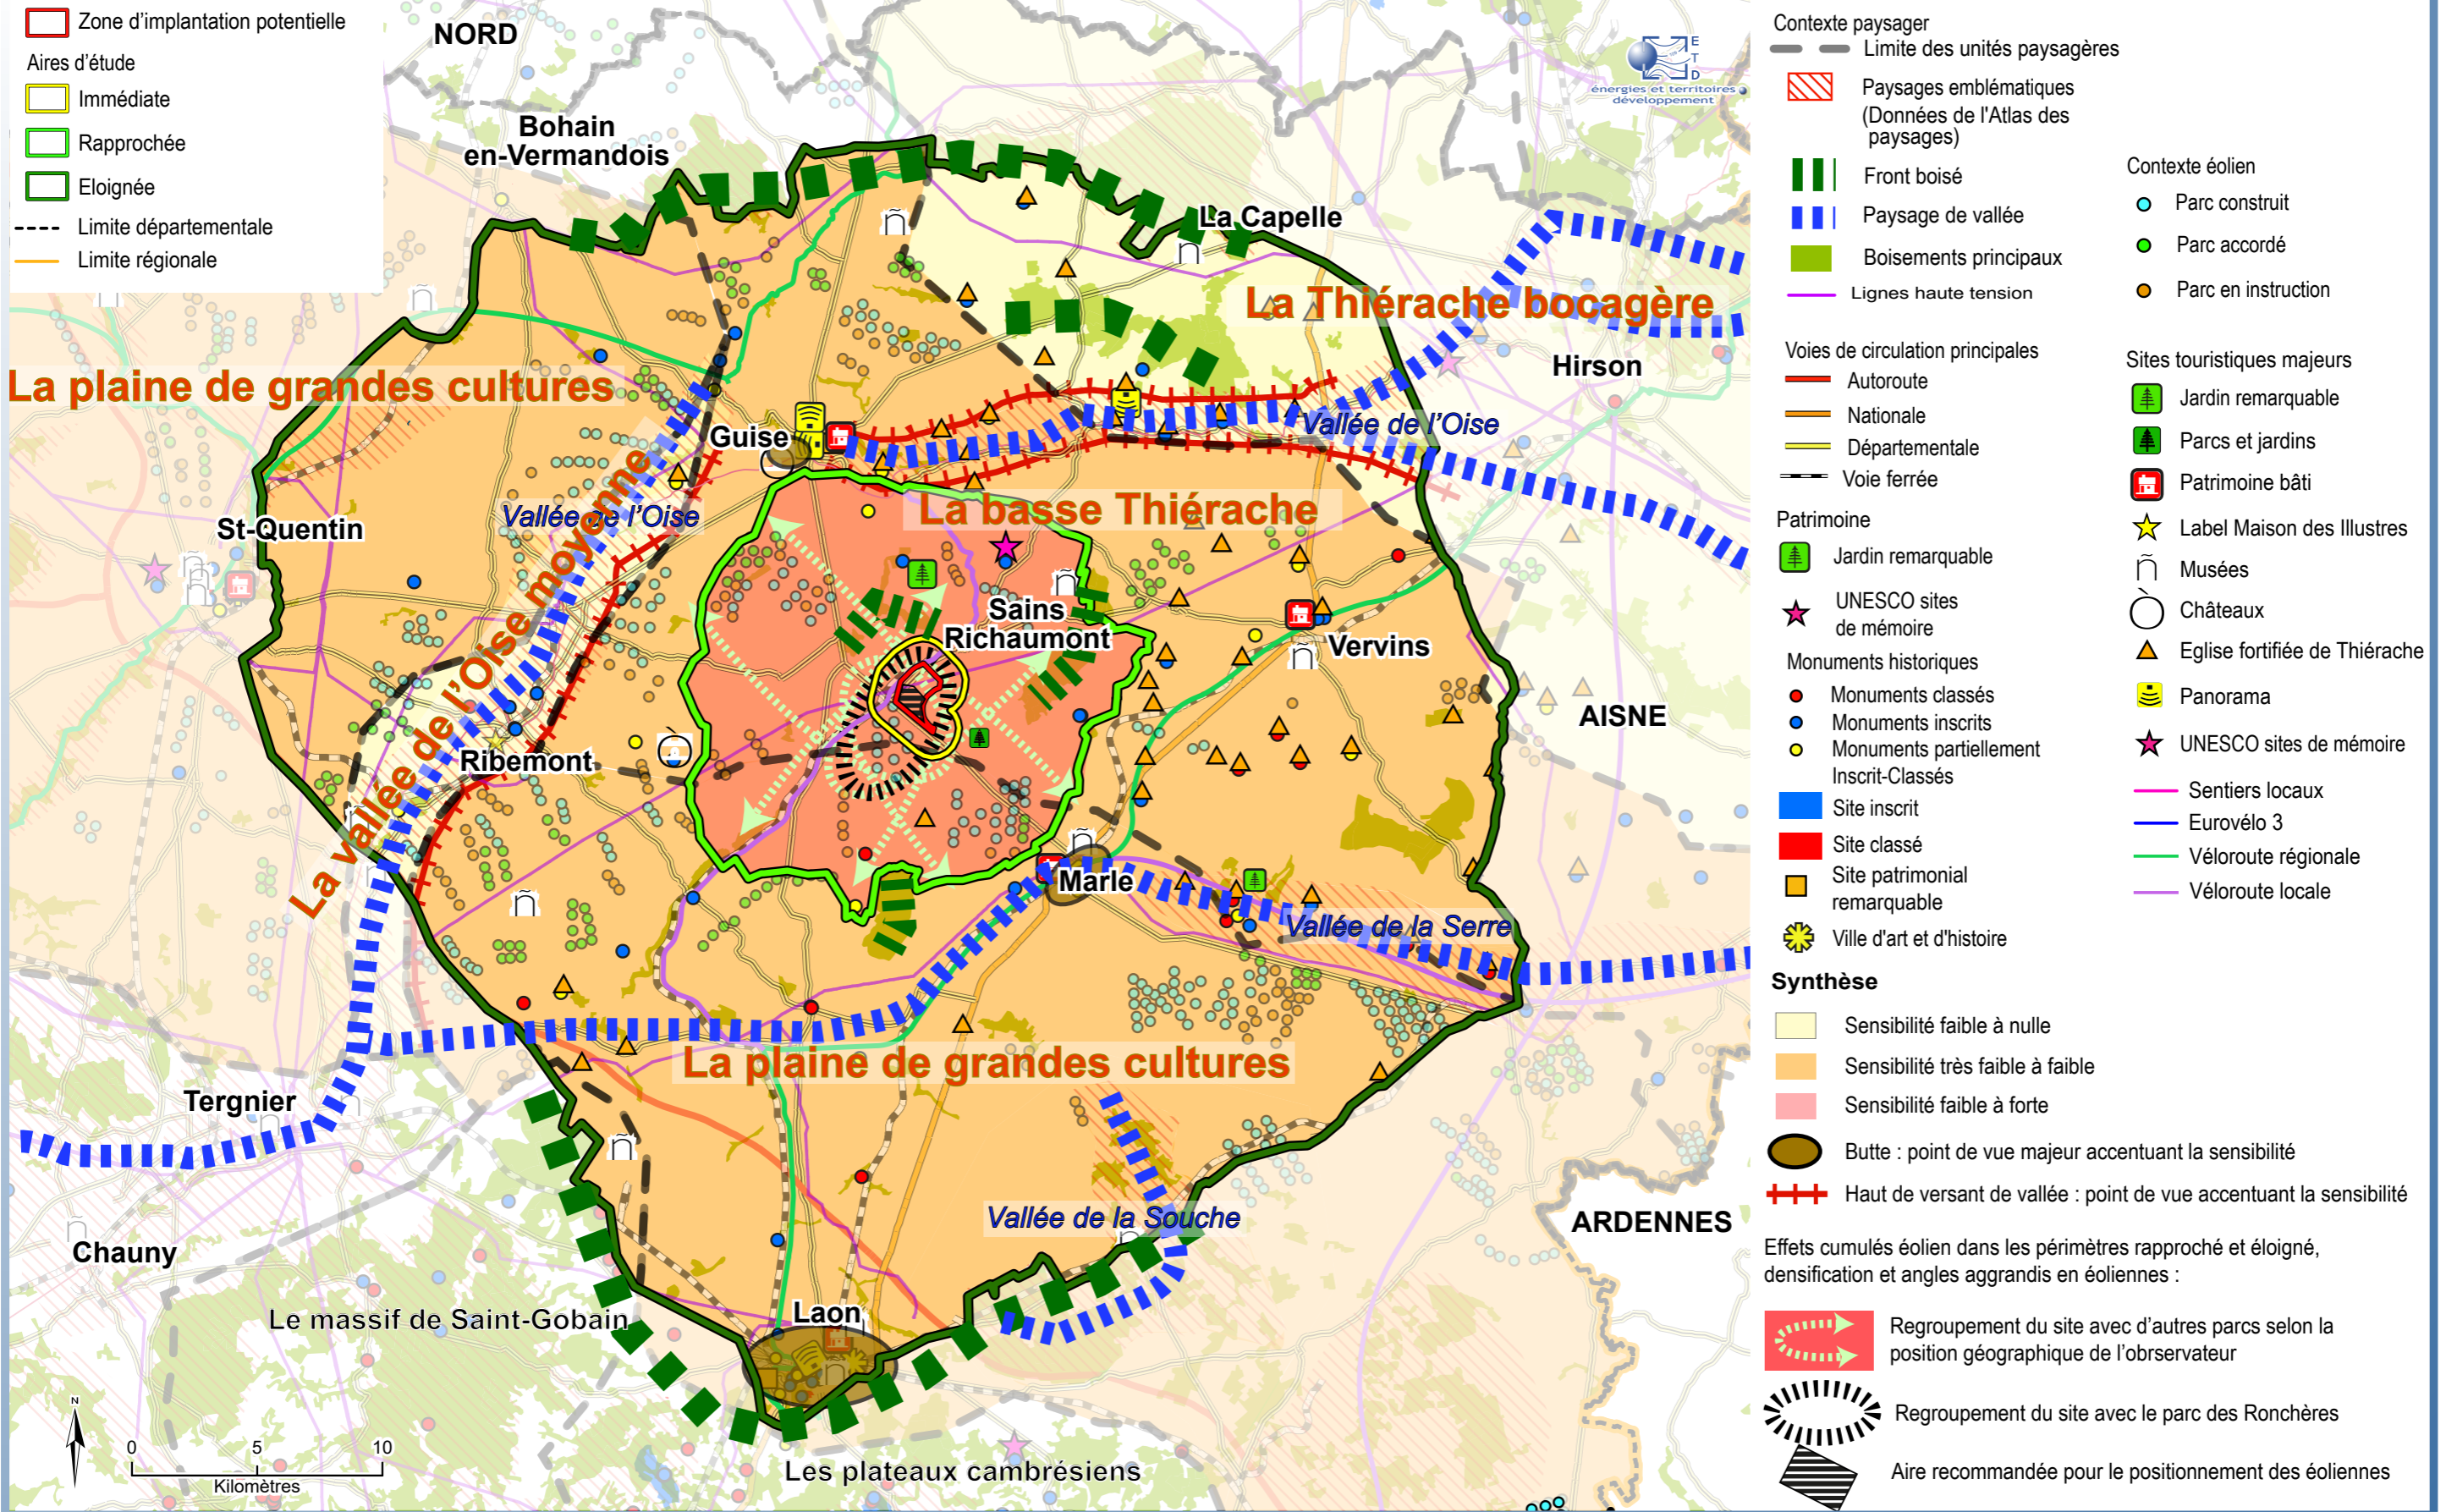 Zone d'implantation potentielle
Aires d'étude
Immédiate
Rapprochée
Eloignée
Limite départementale
Limite régionale
NORD
Bohain
en-Vermandois
La Capelle
La Thiérache bocagère
Hirson
La plaine de grandes cultures
Guise
Vallée de l'Oise
La basse Thiérache
Vallée de l'Oise
St-Quentin
La vallée de l'Oise moyenne
Sains
Richaumont
Vervins
AISNE
Ribemont
Marle
Vallée de la Serre
La plaine de grandes cultures
Tergnier
Vallée de la Souche
ARDENNES
Chauny
Le massif de Saint-Gobain
Laon
Les plateaux cambrésiens
N
0 5 10
Kilomètres
E
T
D
énergies et territoires
développement
Contexte paysager
Limite des unités paysagères
Paysages emblématiques
(Données de l'Atlas des
paysages)
Front boisé
Paysage de vallée
Boisements principaux
Lignes haute tension
Contexte éolien
Parc construit
Parc accordé
Parc en instruction
Voies de circulation principales
Autoroute
Nationale
Départementale
Voie ferrée
Patrimoine
Jardin remarquable
UNESCO sites
de mémoire
Monuments historiques
Monuments classés
Monuments inscrits
Monuments partiellement
Inscrit-Classés
Site inscrit
Site classé
Site patrimonial
remarquable
Ville d'art et d'histoire
Sites touristiques majeurs
Jardin remarquable
Parcs et jardins
Patrimoine bâti
Label Maison des Illustres
Musées
Châteaux
Eglise fortifiée de Thiérache
Panorama
UNESCO sites de mémoire
Sentiers locaux
Eurovélo 3
Véloroute régionale
Véloroute locale
Synthèse
Sensibilité faible à nulle
Sensibilité très faible à faible
Sensibilité faible à forte
Butte : point de vue majeur accentuant la sensibilité
Haut de versant de vallée : point de vue accentuant la sensibilité
Effets cumulés éolien dans les périmètres rapproché et éloigné,
densification et angles aggrandis en éoliennes :
Regroupement du site avec d'autres parcs selon la
position géographique de l'obrservateur
Regroupement du site avec le parc des Ronchères
Aire recommandée pour le positionnement des éoliennes